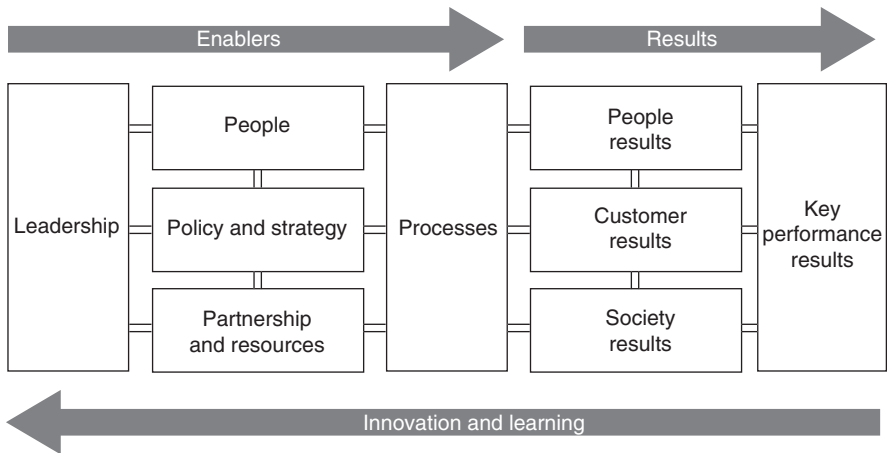 Enablers
Results
Leadership
People
Policy and strategy
Partnership
and resources
Processes
People
results
Customer
results
Society
results
Key
performance
results
Innovation and learning